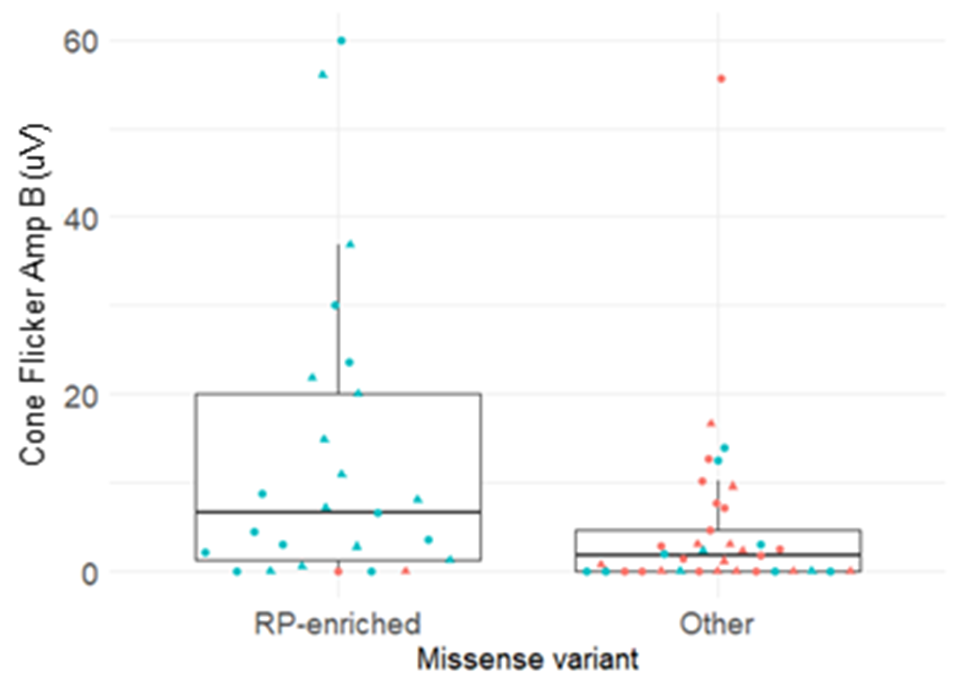 Cone Flicker Amp B (uV)
60
40
20
0
RP-enriched
Other
Missense variant